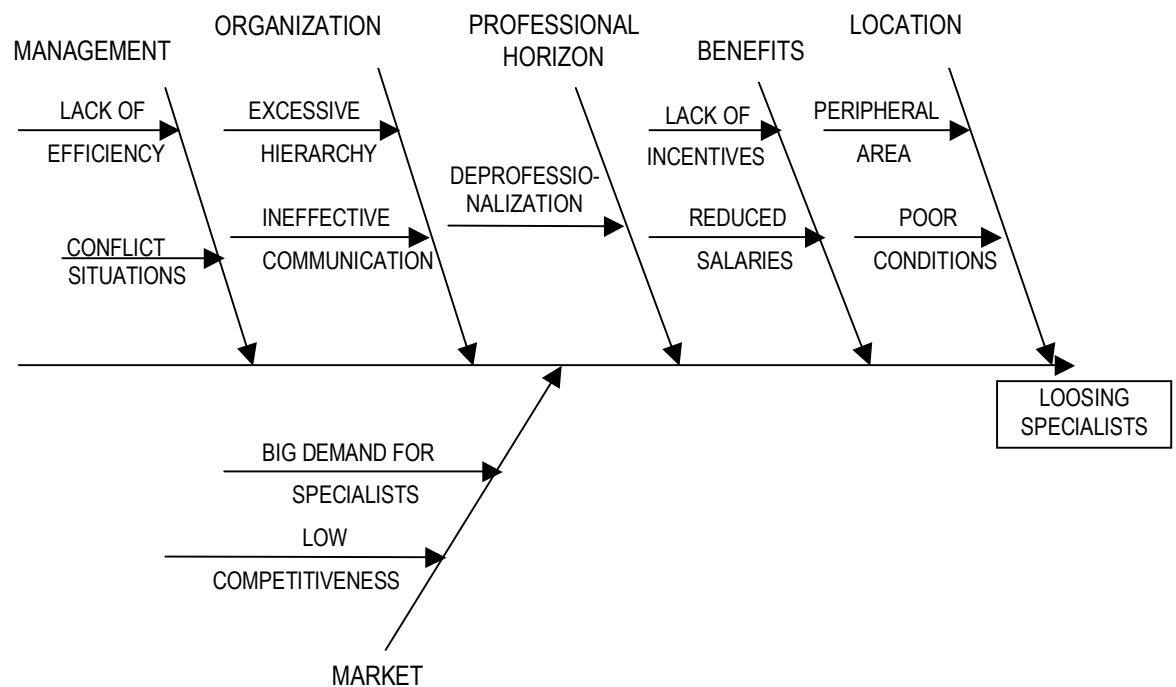 ORGANIZATION
PROFESSIONAL
HORIZON
LOCATION
MANAGEMENT
BENEFITS
LACK OF
EFFICIENCY
CONFLICT
SITUATIONS
EXCESSIVE
HIERARCHY
INEFFECTIVE
COMMUNICATION
DEPROFESSIO-
NALIZATION
LACK OF
INCENTIVES
REDUCED
SALARIES
PERIPHERAL
AREA
POOR
CONDITIONS
LOOSING
SPECIALISTS
BIG DEMAND FOR
SPECIALISTS
LOW
COMPETITIVENESS
MARKET